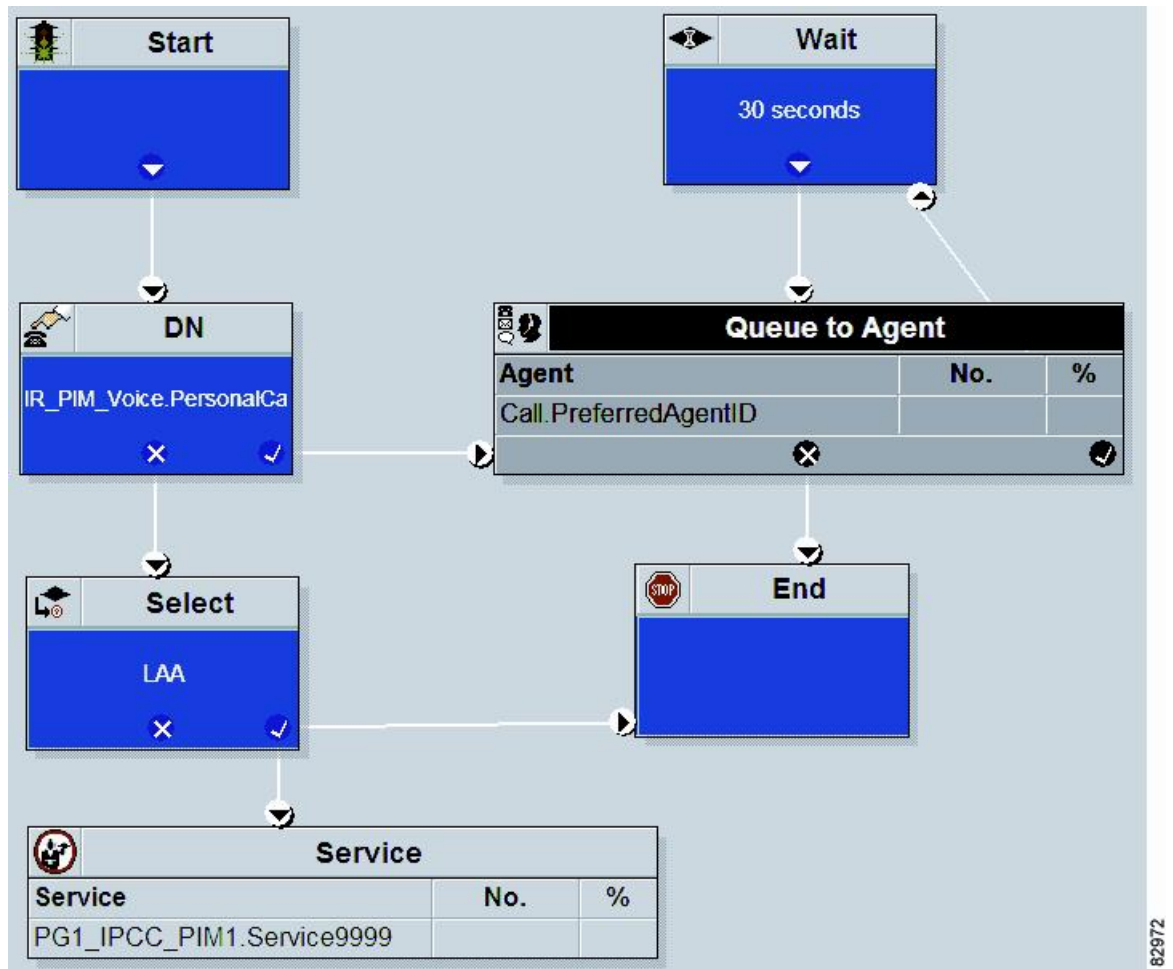 Start
Wait
30 seconds
DN
IR_PIM_Voice.PersonalCa
Queue to Agent
Agent No. %
Call.PreferredAgentID
Select
LAA
End
STOP
Service
Service No. %
PG1_IPCC_PIM1.Service9999
82972